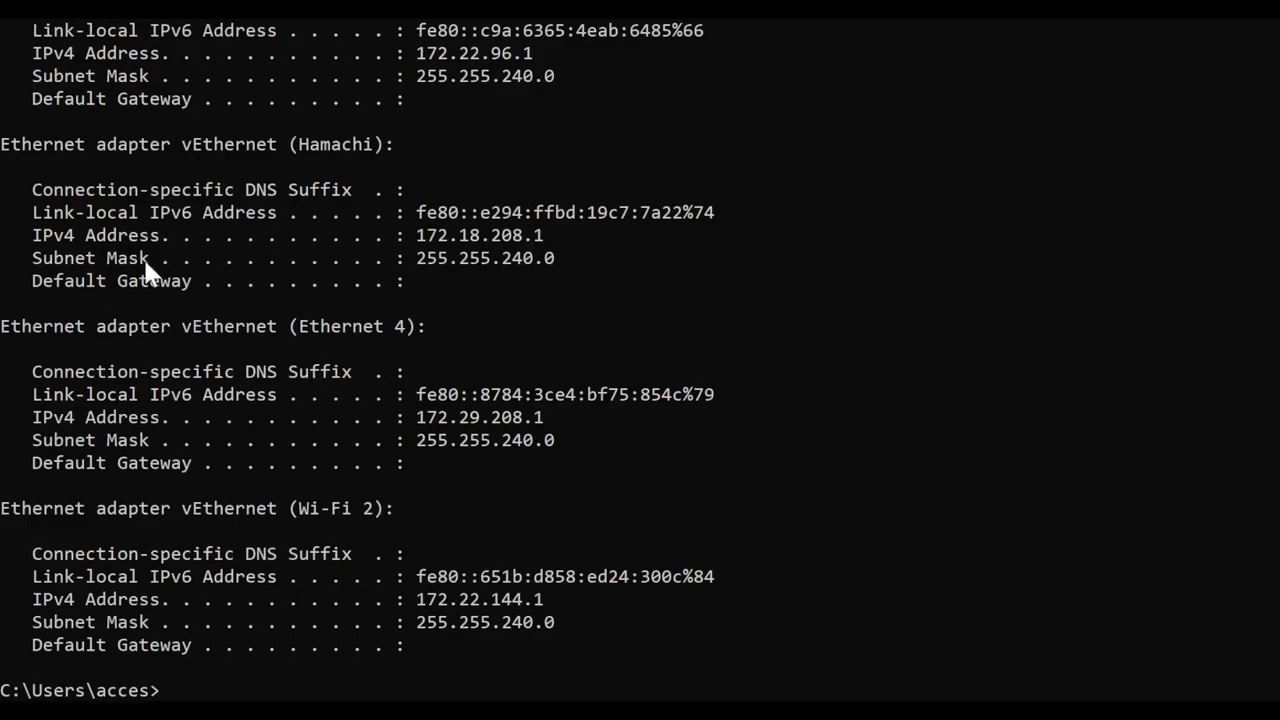 Link-local IPv6 Address . . . . . : fe80::c9a:6365:4eab:6485%66
IPv4 Address. . . . . . . . . . . : 172.22.96.1
Subnet Mask . . . . . . . . . . . : 255.255.240.0
Default Gateway . . . . . . . . . :
Ethernet adapter vEthernet (Hamachi):
Connection-specific DNS Suffix  . :
Link-local IPv6 Address . . . . . : fe80::e294:ffbd:19c7:7a22%74
IPv4 Address. . . . . . . . . . . : 172.18.208.1
Subnet Mask . . . . . . . . . . . : 255.255.240.0
Default Gateway . . . . . . . . . :
Ethernet adapter vEthernet (Ethernet 4):
Connection-specific DNS Suffix  . :
Link-local IPv6 Address . . . . . : fe80::8784:3ce4:bf75:854c%79
IPv4 Address. . . . . . . . . . . : 172.29.208.1
Subnet Mask . . . . . . . . . . . : 255.255.240.0
Default Gateway . . . . . . . . . :
Ethernet adapter vEthernet (Wi-Fi 2):
Connection-specific DNS Suffix  . :
Link-local IPv6 Address . . . . . : fe80::651b:d858:ed24:300c%84
IPv4 Address. . . . . . . . . . . : 172.22.144.1
Subnet Mask . . . . . . . . . . . : 255.255.240.0
Default Gateway . . . . . . . . . :
C:\Users\acces>